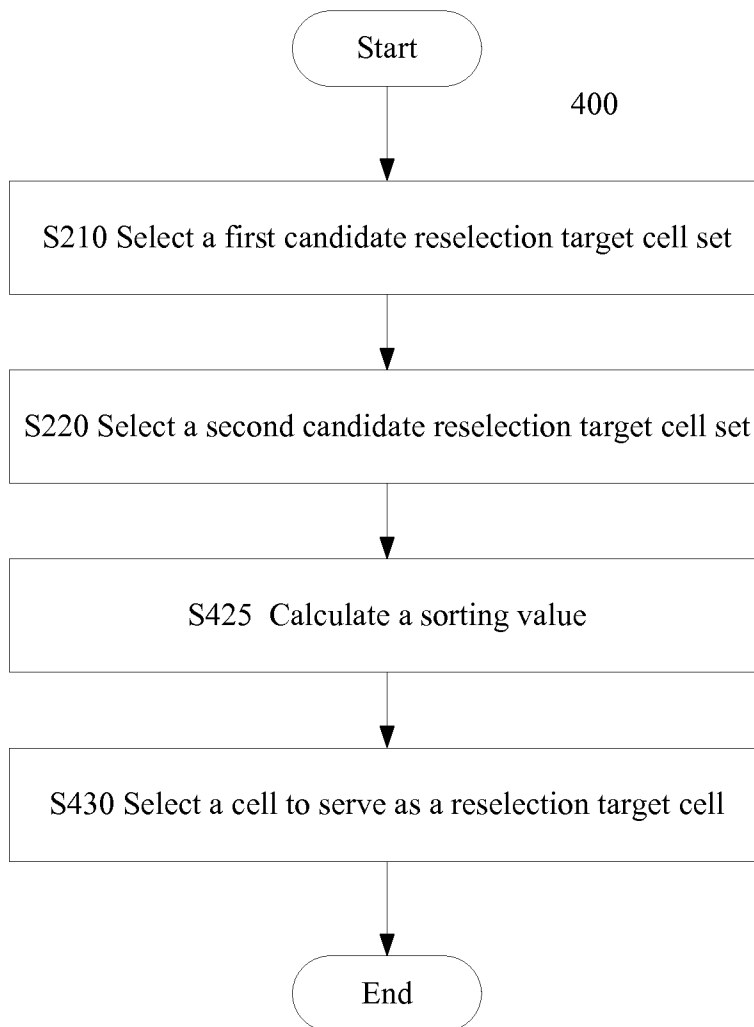 Start
400
S210 Select a first candidate reselection target cell set
S220 Select a second candidate reselection target cell set
S425 Calculate a sorting value
S430 Select a cell to serve as a reselection target cell
End